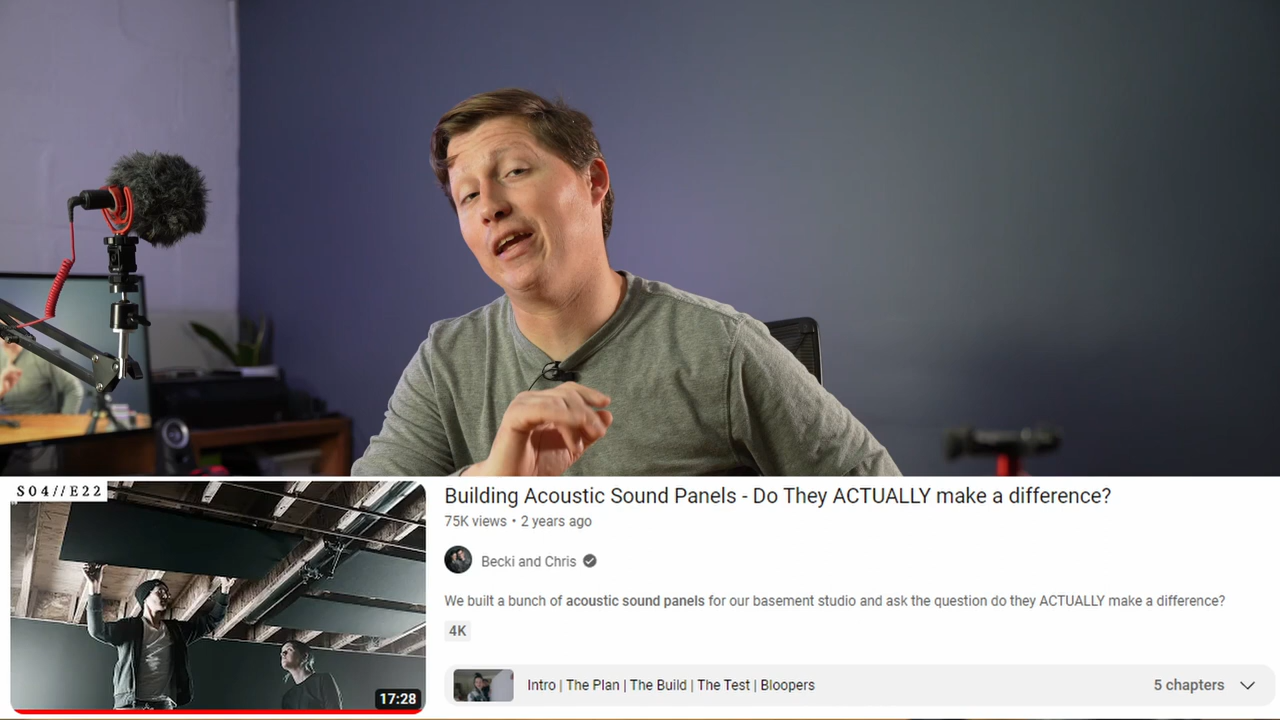 S04//E22
17:28
Building Acoustic Sound Panels - Do They ACTUALLY make a difference?
75K views • 2 years ago
Becki and Chris
We built a bunch of acoustic sound panels for our basement studio and ask the question do they ACTUALLY make a difference?
4K
Intro | The Plan | The Build | The Test | Bloopers
5 chapters